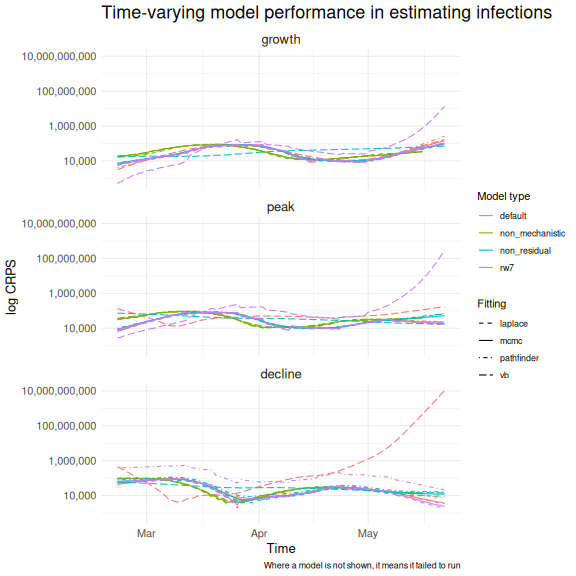 Time-varying model performance in estimating infections
growth
10,000,000,000
100,000,000
1,000,000
10,000
peak
10,000,000,000
100,000,000
1,000,000
10,000
decline
10,000,000,000
100,000,000
1,000,000
10,000
log CRPS
Mar
Apr
May
Time
Where a model is not shown, it means it failed to run
Model type
default
non_mechanistic
non_residual
rw7
Fitting
laplace
mcmc
pathfinder
vb